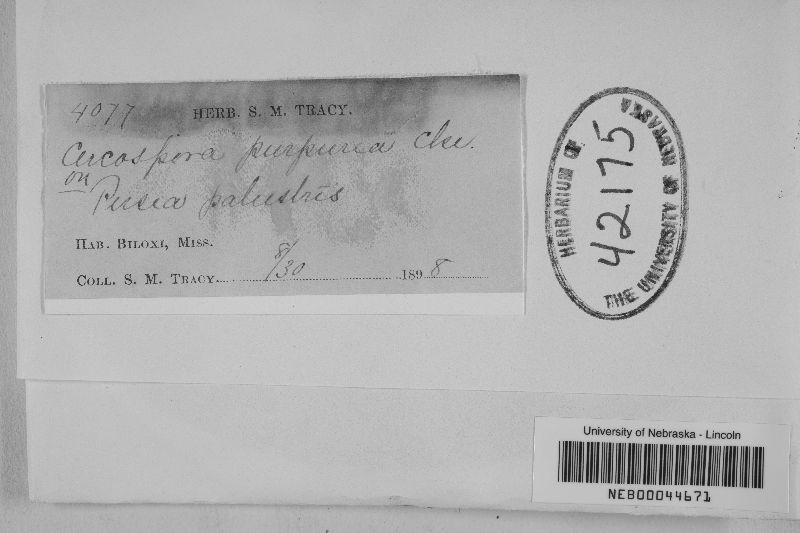 4077 HERB. S. M. TRACY.
Cercospora purpurea Cke.
on
Persea palustris
HAB. BILOXI, MISS.
COLL. S. M. TRACY. 8/30 1898
HERBARIUM OF THE UNIVERSITY OF NEBRASKA
42175
University of Nebraska - Lincoln
NEB00044671